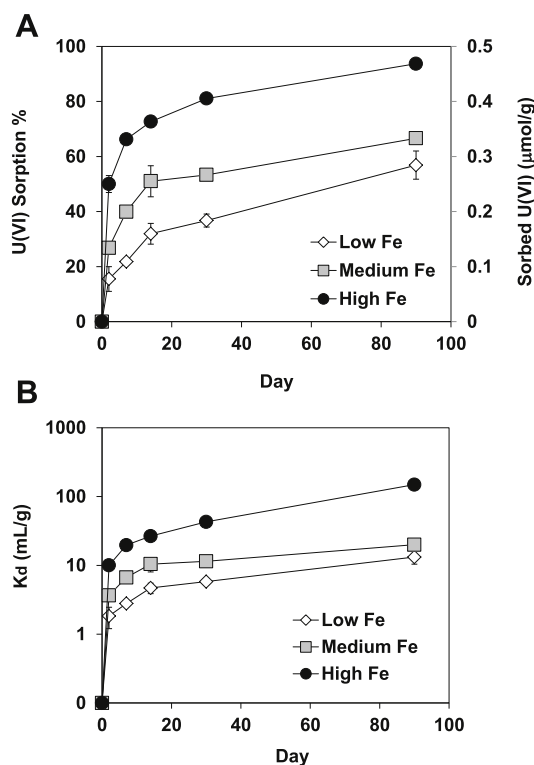 A
100
80
60
40
20
0
U(VI) Sorption %
0.5
0.4
0.3
0.2
0.1
0
Sorbed U(VI) (μmol/g)
Low Fe
Medium Fe
High Fe
0 20 40 60 80 100
Day
B
1000
100
10
1
0
Kd (mL/g)
Low Fe
Medium Fe
High Fe
0 20 40 60 80 100
Day